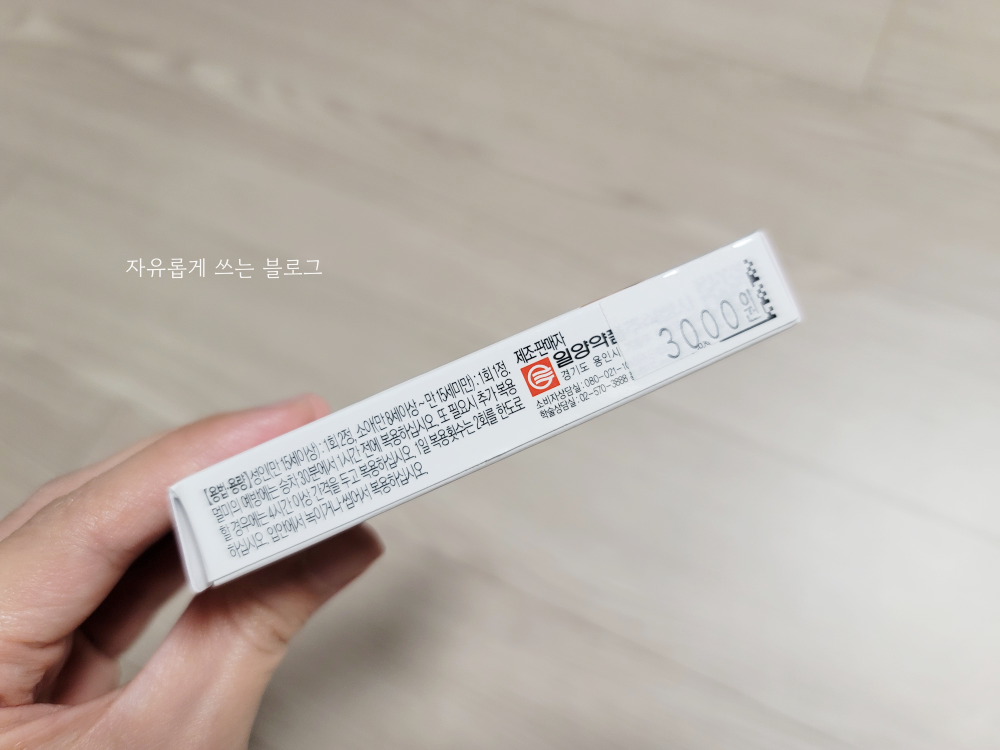 자유롭게 쓰는 블로그
[용법·용량] 성인(만 15세이상) : 1회 2정, 소아(만 8세이상 ~ 만 15세미만) : 1회 1정.
멀미의 예방에는 승차 30분에서 1시간 전에 복용하십시오. 또 필요시 추가 복용
할 경우에는 4시간 이상 간격을 두고 복용하십시오. 1일 복용횟수는 2회를 한도로
하십시오. 입안에서 녹이거나 씹어서 복용하십시오.
제조·판매자
일양약
경기도 용인시
소비자상담실 : 080-021-
학술상담실 : 02-570-3898
3000원